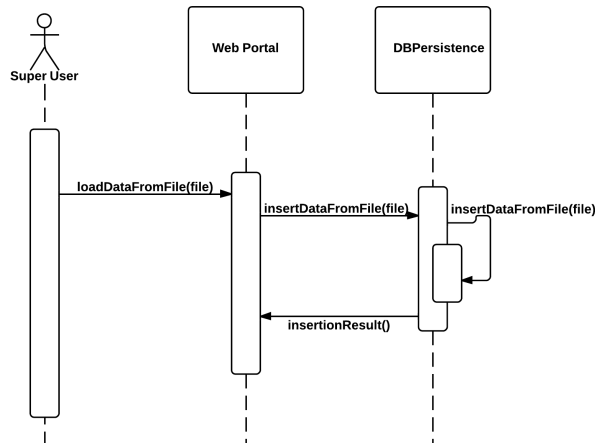 Web Portal
DBPersistence
Super User
loadDataFromFile(file)
insertDataFromFile(file)
insertDataFromFile(file)
insertionResult()